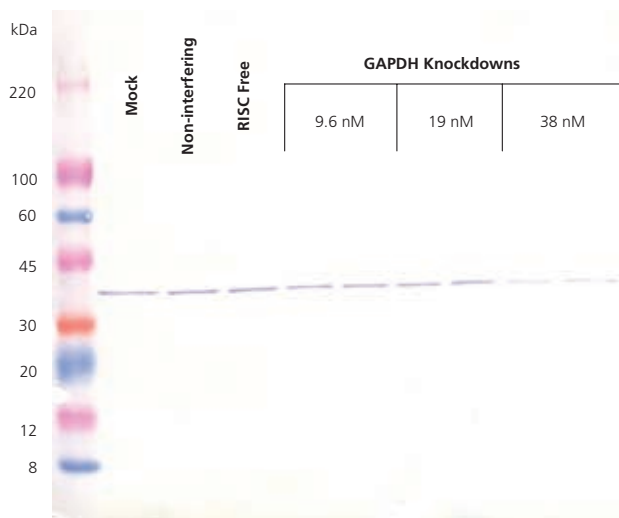 kDa
220
100
60
45
30
20
12
8
Mock
Non-interfering
RISC Free
GAPDH Knockdowns
9.6 nM
19 nM
38 nM